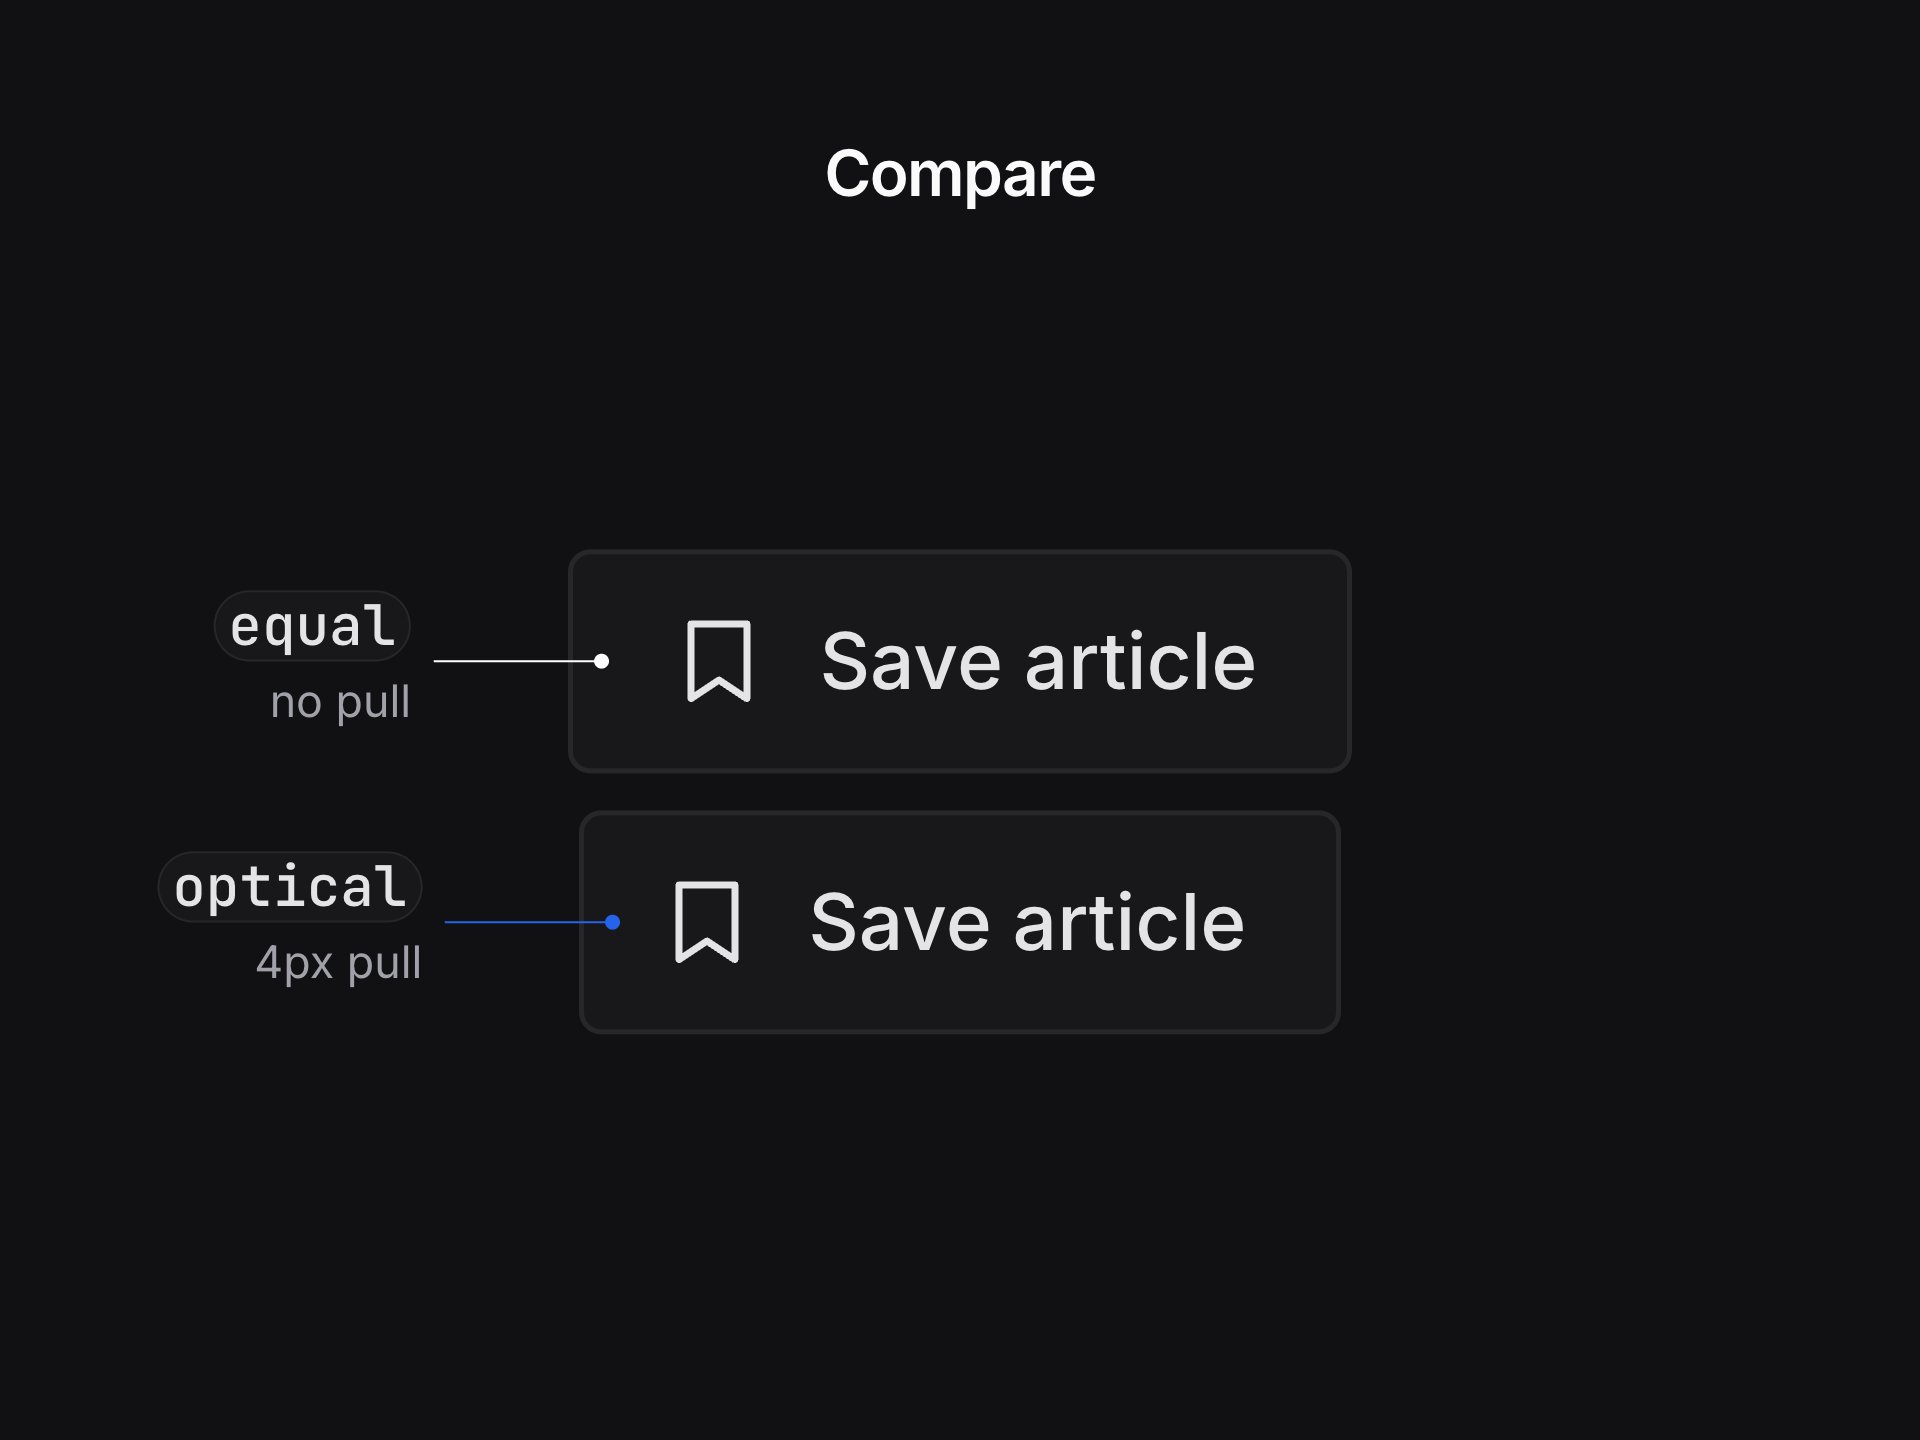 Compare
equal
no pull
Save article
optical
4px pull
Save article